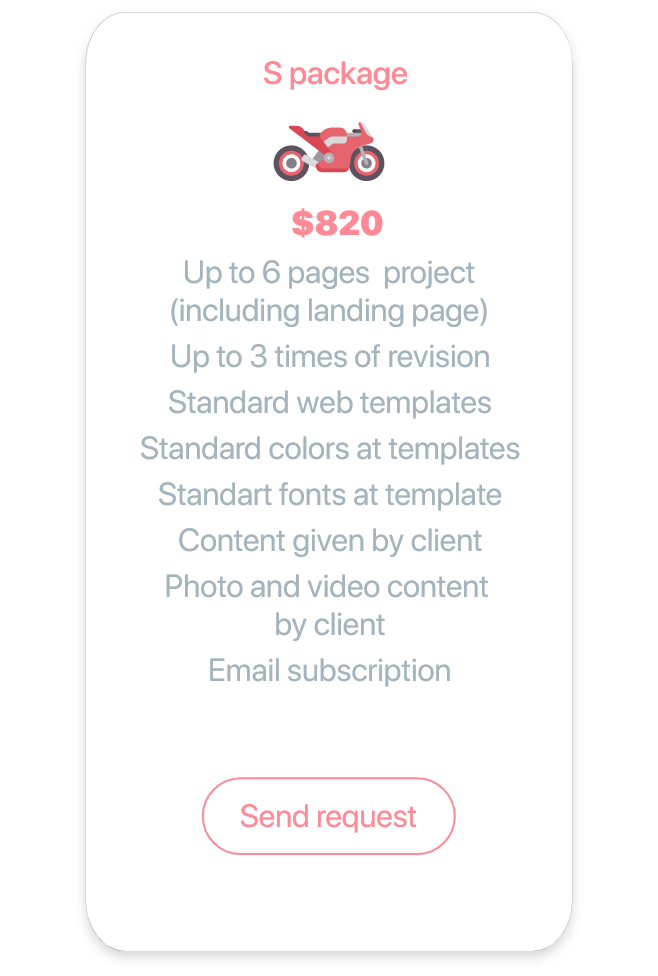 S package
$820
Up to 6 pages  project
(including landing page)
Up to 3 times of revision
Standard web templates
Standard colors at templates
Standart fonts at template
Content given by client
Photo and video content
by client
Email subscription
Send request